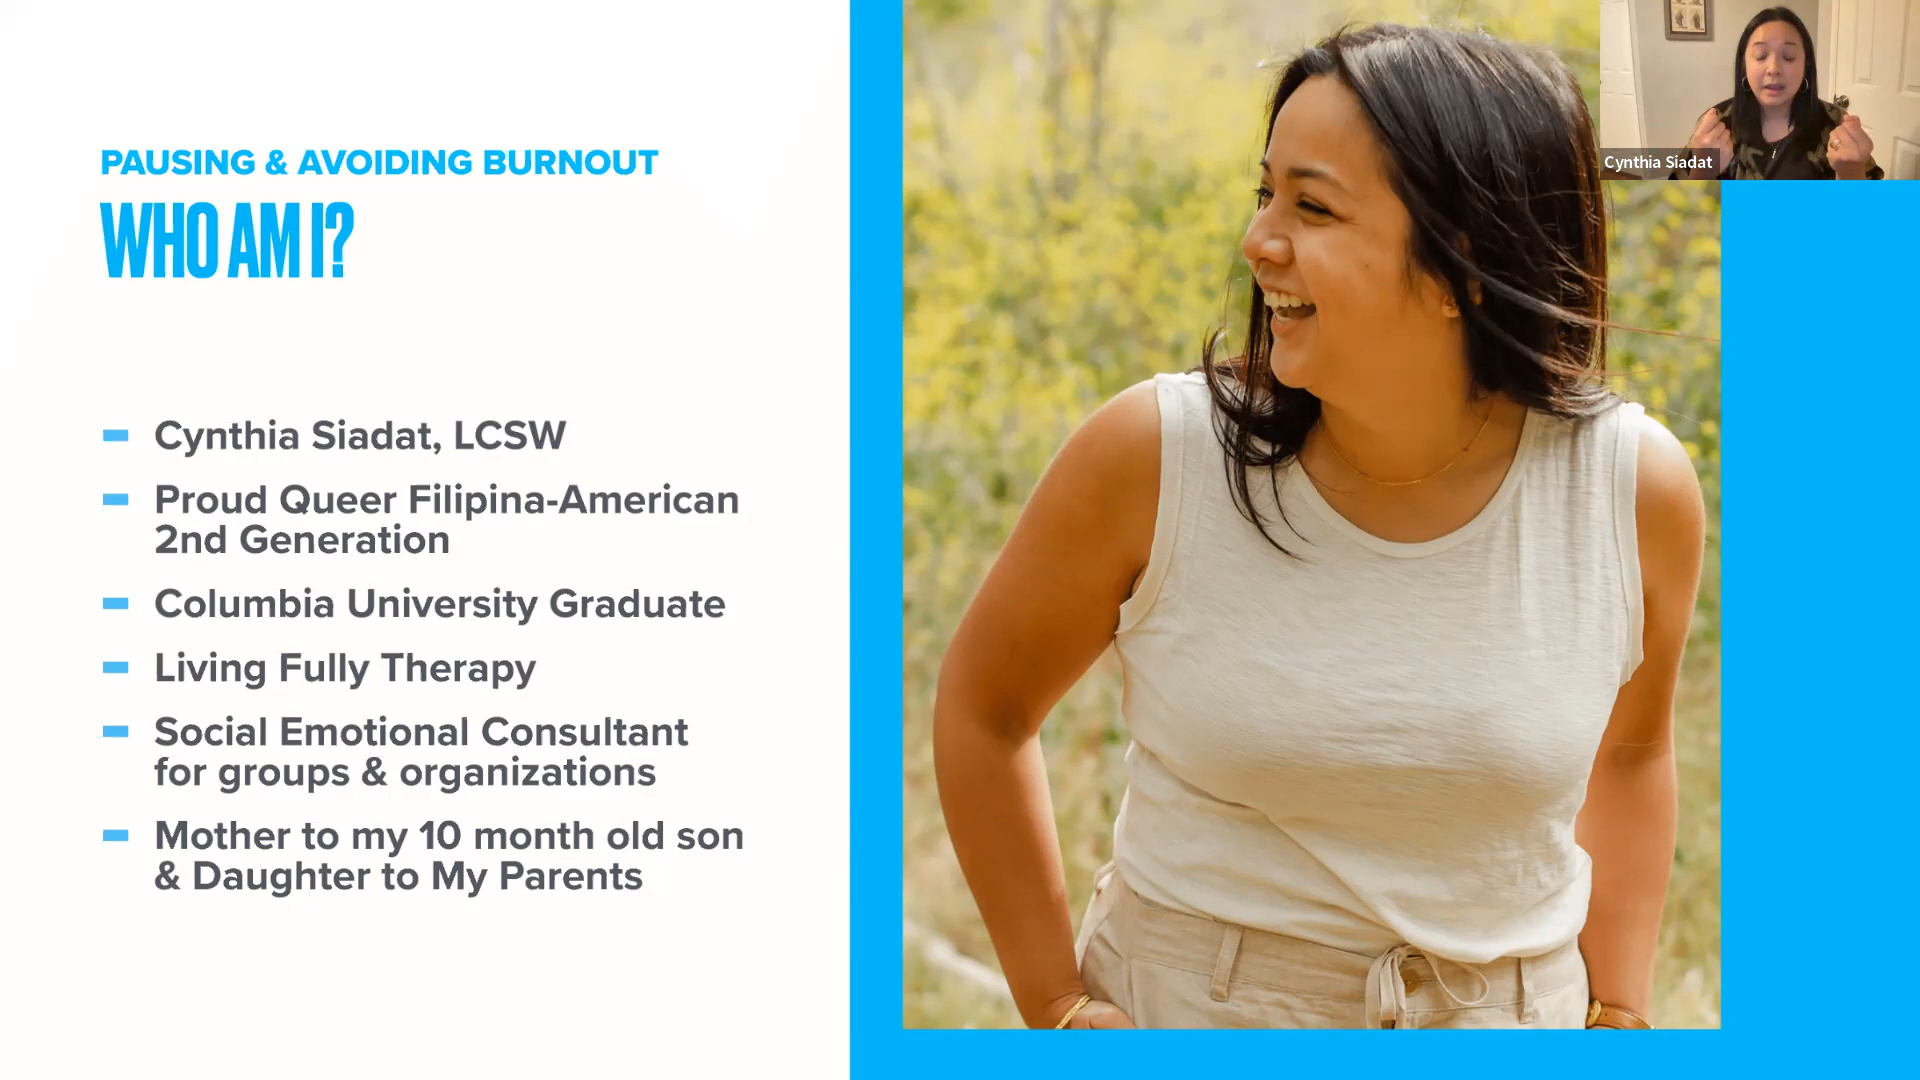 PAUSING & AVOIDING BURNOUT
WHO AM I?
Cynthia Siadat, LCSW
Proud Queer Filipina-American
2nd Generation
Columbia University Graduate
Living Fully Therapy
Social Emotional Consultant
for groups & organizations
Mother to my 10 month old son
& Daughter to My Parents
Cynthia Siadat